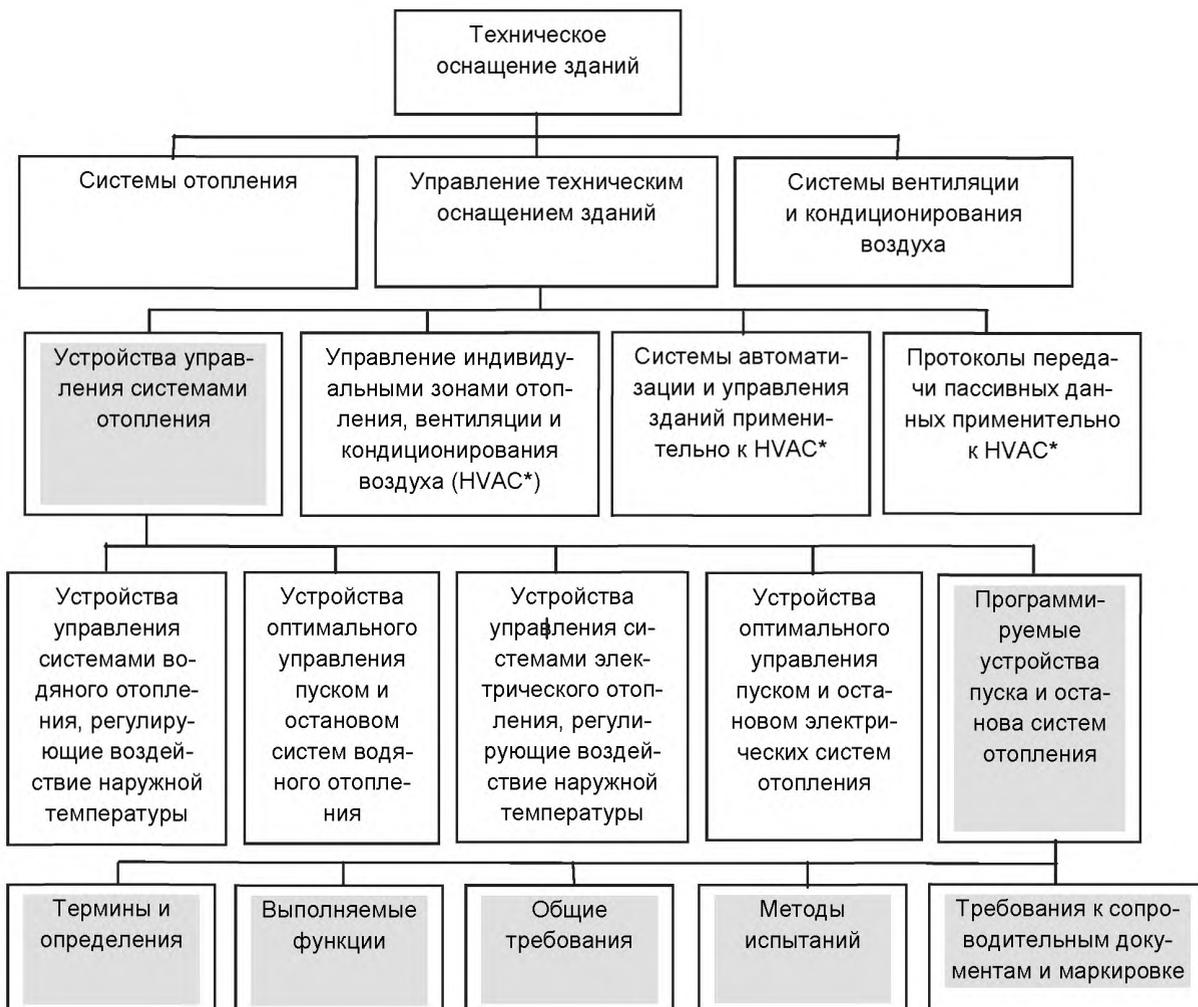 Техническое
оснащение зданий
Системы отопления
Управление техническим
оснащением зданий
Системы вентиляции
и кондиционирования
воздуха
Устройства управ-
ления системами
отопления
Управление индивиду-
альными зонами отоп-
ления, вентиляции и
кондиционирования
воздуха (HVAC*)
Системы автомати-
зации и управления
зданий примени-
тельно к HVAC*
Протоколы переда-
чи пассивных дан-
ных применительно
к HVAC*
Устройства
управления
системами во-
дяного отопле-
ния, регулиру-
ющие воздей-
ствие наружной
температуры
Устройства
оптимального
управления
пуском и
остановом
систем водя-
ного отопле-
ния
Устройства
управления си-
стемами элек-
трического отоп-
ления, регули-
рующие воздей-
ствие наружной
температуры
Устройства
оптимального
управления
пуском и оста-
новом электри-
ческих систем
отопления
Программи-
руемые
устройства
пуска и оста-
нова систем
отопления
Термины и
определения
Выполняемые
функции
Общие
требования
Методы
испытаний
Требования к сопро-
водительным доку-
ментам и маркировке